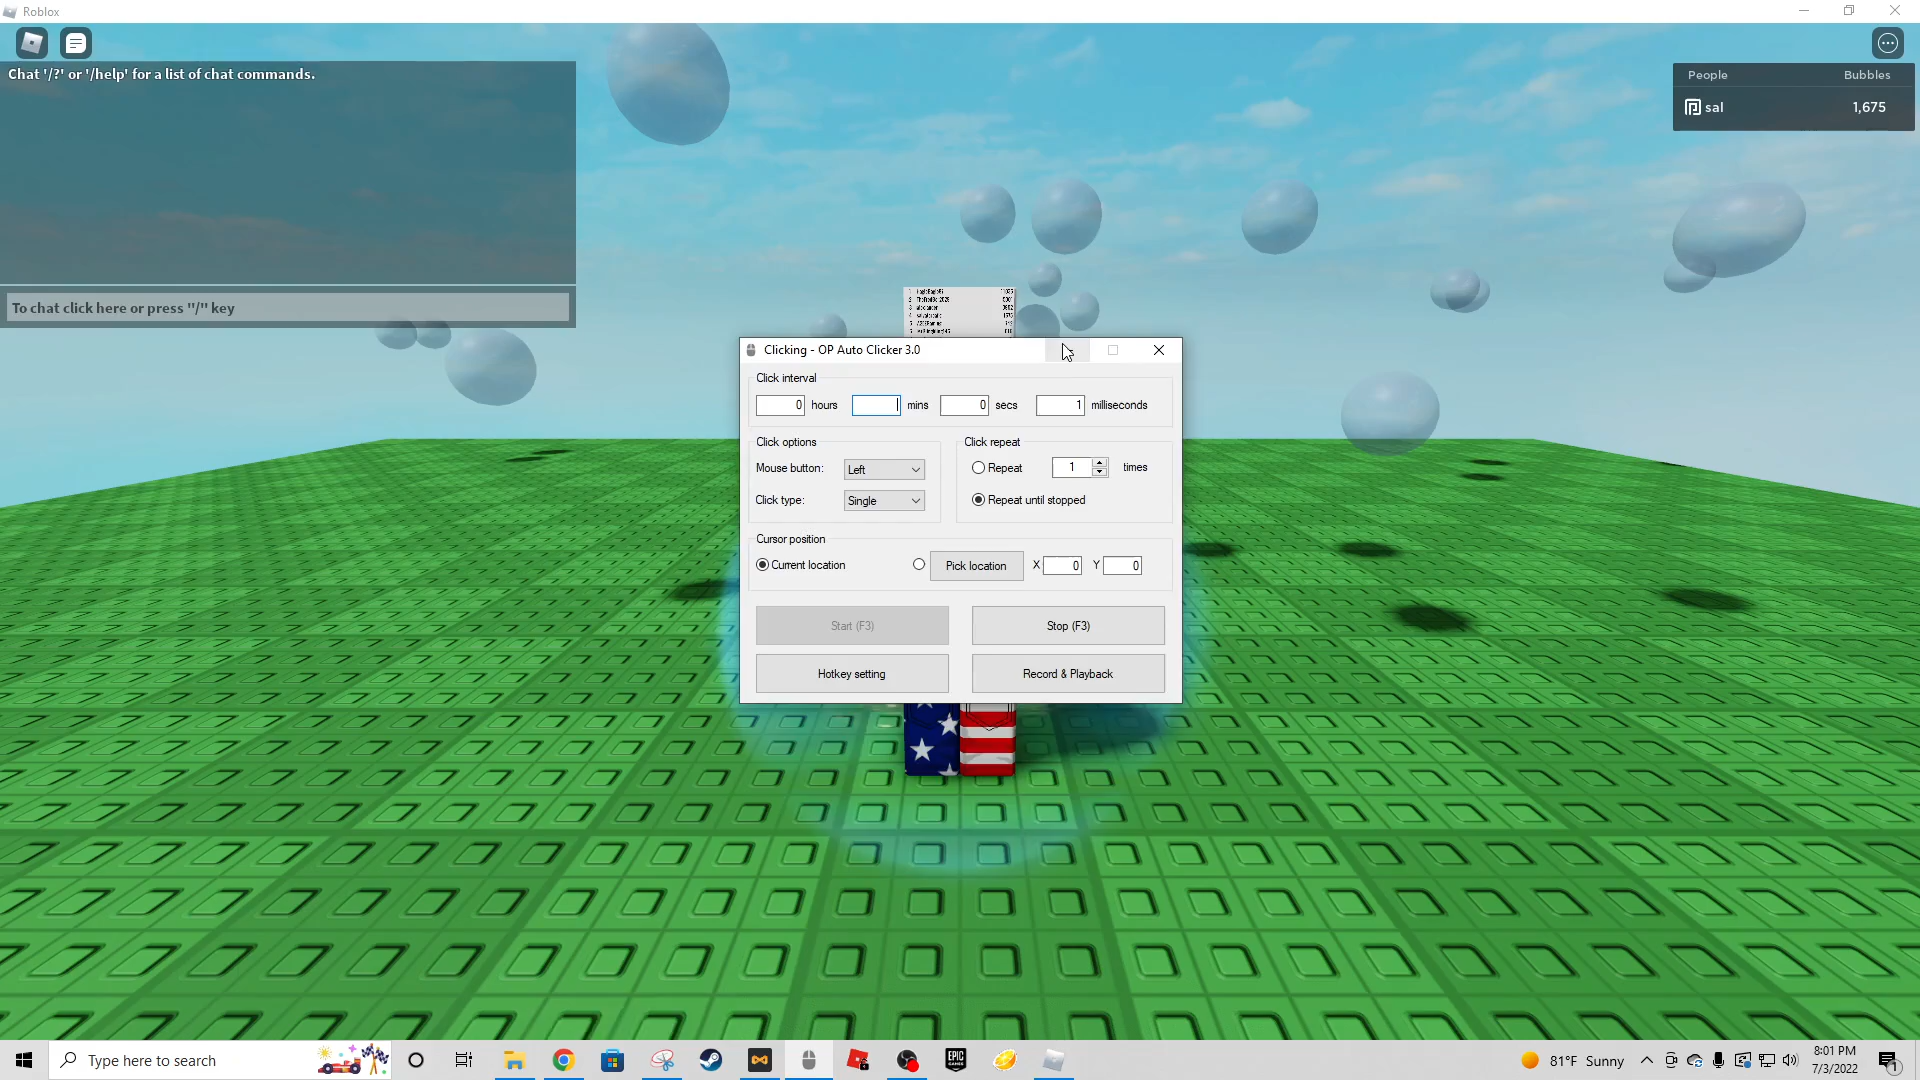 Roblox
Chat '/?' or '/help' for a list of chat commands.
To chat click here or press "/" key
People Bubbles
sal 1,675
Clicking - OP Auto Clicker 3.0
Click interval
0 hours mins 0 secs 1 milliseconds
Click options
Mouse button: Left
Click type: Single
Click repeat
Repeat 1 times
Repeat until stopped
Cursor position
Current location Pick location X 0 Y 0
Start (F3) Stop (F3)
Hotkey setting Record & Playback
Type here to search
EPIC
GAMES
81°F Sunny
8:01 PM
7/3/2022
1